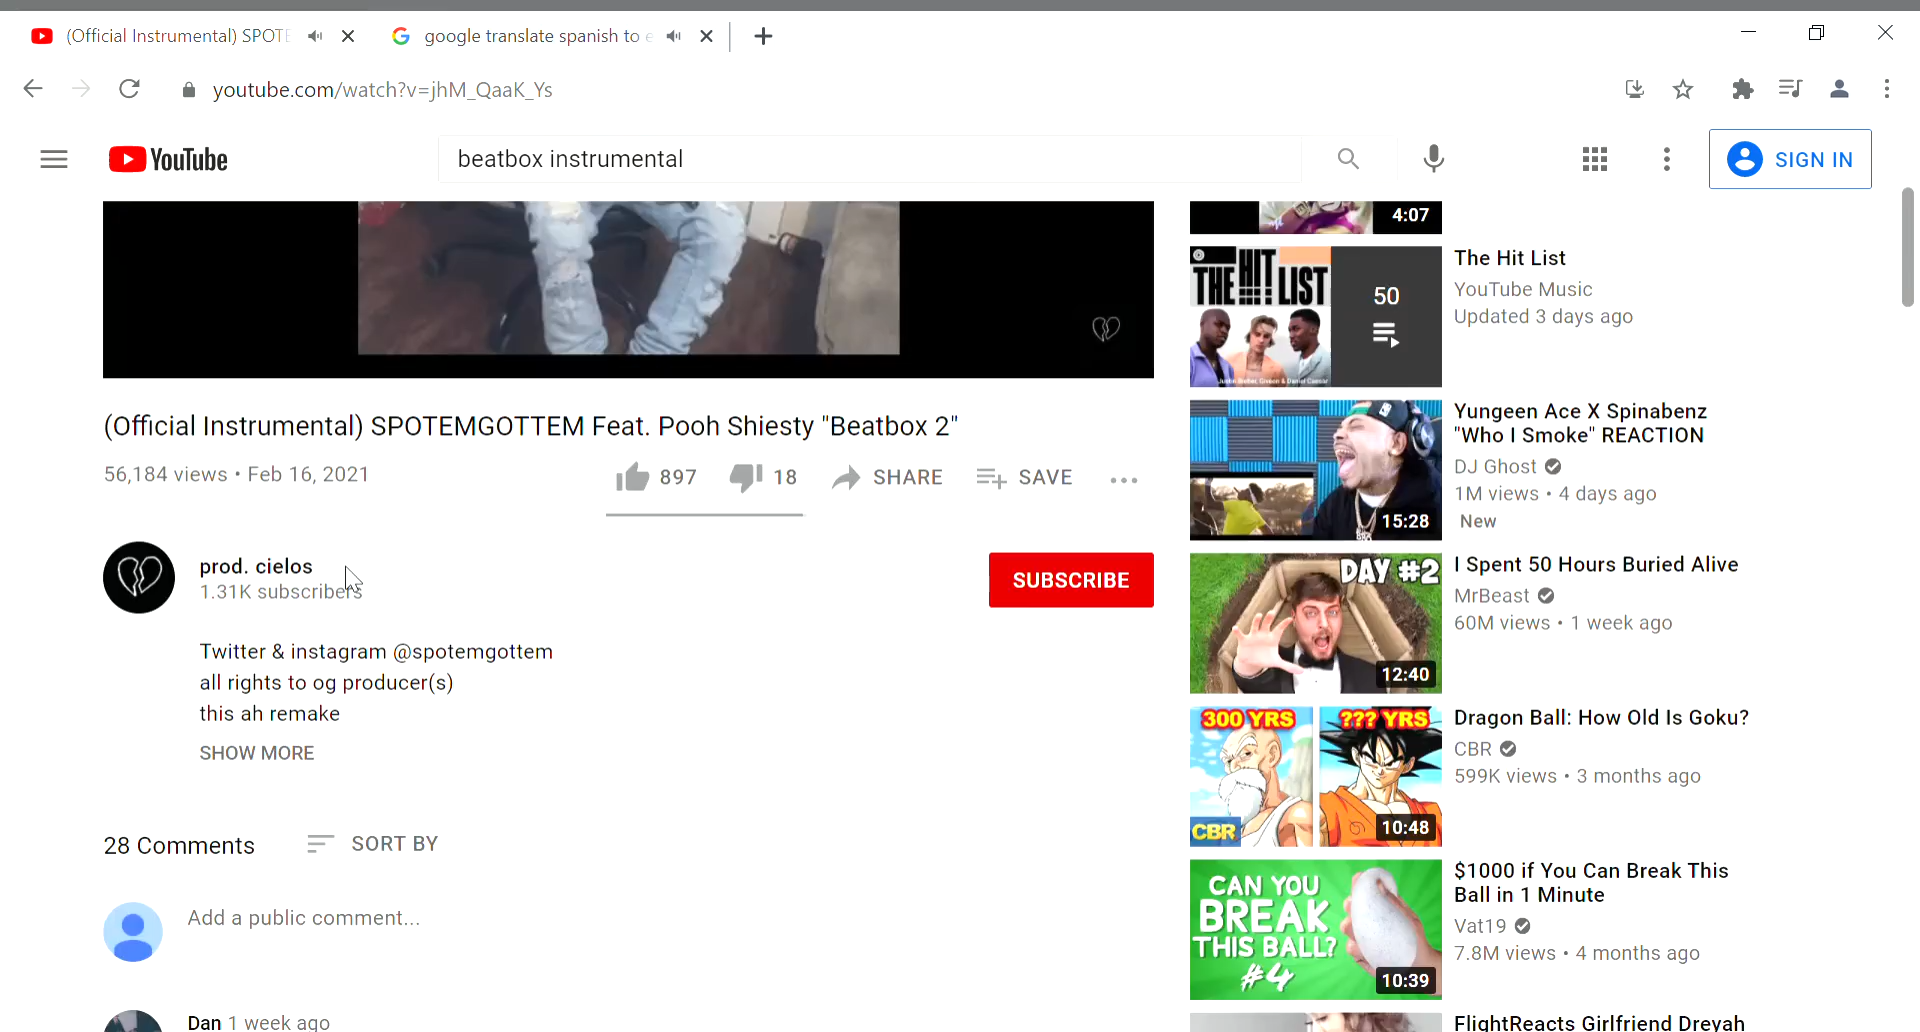 (Official Instrumental) SPOTE
google translate spanish to e
youtube.com/watch?v=jhM_QaaK_Ys
YouTube
beatbox instrumental
SIGN IN
(Official Instrumental) SPOTEMGOTTEM Feat. Pooh Shiesty "Beatbox 2"
56,184 views • Feb 16, 2021
897
18
SHARE
SAVE
prod. cielos
1.31K subscribers
SUBSCRIBE
Twitter & instagram @spotemgottem
all rights to og producer(s)
this ah remake
SHOW MORE
28 Comments
SORT BY
Add a public comment...
Dan 1 week ago
4:07
THE HIT LIST
50
Justin Bieber, Giveon & Daniel Caesar
The Hit List
YouTube Music
Updated 3 days ago
15:28
Yungeen Ace X Spinabenz
"Who I Smoke" REACTION
DJ Ghost
1M views • 4 days ago
New
DAY #2
12:40
I Spent 50 Hours Buried Alive
MrBeast
60M views • 1 week ago
300 YRS
??? YRS
CBR
10:48
Dragon Ball: How Old Is Goku?
CBR
599K views • 3 months ago
CAN YOU
BREAK
THIS BALL?
#4
10:39
$1000 if You Can Break This
Ball in 1 Minute
Vat19
7.8M views • 4 months ago
FlightReacts Girlfriend Dreyah